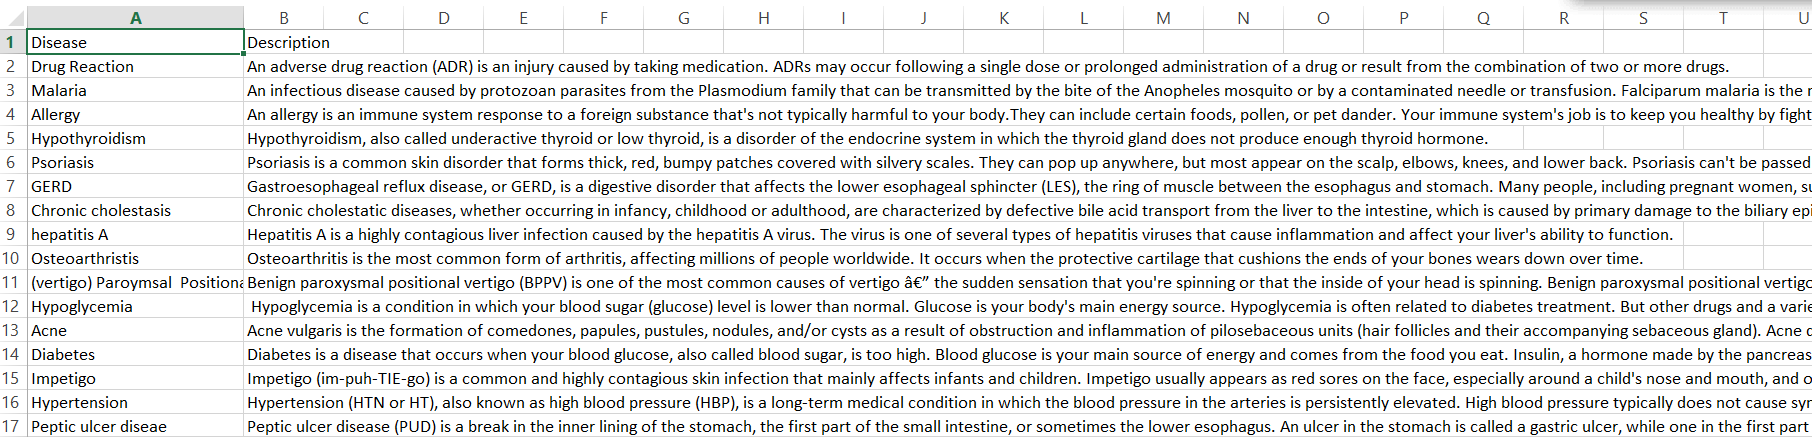 A B C D E F G H I J K L M N O P Q R S T U
1 Disease Description
2 Drug Reaction An adverse drug reaction (ADR) is an injury caused by taking medication. ADRs may occur following a single dose or prolonged administration of a drug or result from the combination of two or more drugs.
3 Malaria An infectious disease caused by protozoan parasites from the Plasmodium family that can be transmitted by the bite of the Anopheles mosquito or by a contaminated needle or transfusion. Falciparum malaria is the
4 Allergy An allergy is an immune system response to a foreign substance that's not typically harmful to your body.They can include certain foods, pollen, or pet dander. Your immune system's job is to keep you healthy by fight
5 Hypothyroidism Hypothyroidism, also called underactive thyroid or low thyroid, is a disorder of the endocrine system in which the thyroid gland does not produce enough thyroid hormone.
6 Psoriasis Psoriasis is a common skin disorder that forms thick, red, bumpy patches covered with silvery scales. They can pop up anywhere, but most appear on the scalp, elbows, knees, and lower back. Psoriasis can't be passed
7 GERD Gastroesophageal reflux disease, or GERD, is a digestive disorder that affects the lower esophageal sphincter (LES), the ring of muscle between the esophagus and stomach. Many people, including pregnant women,
8 Chronic cholestasis Chronic cholestatic diseases, whether occurring in infancy, childhood or adulthood, are characterized by defective bile acid transport from the liver to the intestine, which is caused by primary damage to the biliary epi
9 hepatitis A Hepatitis A is a highly contagious liver infection caused by the hepatitis A virus. The virus is one of several types of hepatitis viruses that cause inflammation and affect your liver's ability to function.
10 Osteoarthristis Osteoarthritis is the most common form of arthritis, affecting millions of people worldwide. It occurs when the protective cartilage that cushions the ends of your bones wears down over time.
11 (vertigo) Paroymsal  Positiona Benign paroxysmal positional vertigo (BPPV) is one of the most common causes of vertigo â€” the sudden sensation that you're spinning or that the inside of your head is spinning. Benign paroxysmal positional vertigo
12 Hypoglycemia Hypoglycemia is a condition in which your blood sugar (glucose) level is lower than normal. Glucose is your body's main energy source. Hypoglycemia is often related to diabetes treatment. But other drugs and a varie
13 Acne Acne vulgaris is the formation of comedones, papules, pustules, nodules, and/or cysts as a result of obstruction and inflammation of pilosebaceous units (hair follicles and their accompanying sebaceous gland). Acne
14 Diabetes Diabetes is a disease that occurs when your blood glucose, also called blood sugar, is too high. Blood glucose is your main source of energy and comes from the food you eat. Insulin, a hormone made by the pancreas
15 Impetigo Impetigo (im-puh-TIE-go) is a common and highly contagious skin infection that mainly affects infants and children. Impetigo usually appears as red sores on the face, especially around a child's nose and mouth, and
16 Hypertension Hypertension (HTN or HT), also known as high blood pressure (HBP), is a long-term medical condition in which the blood pressure in the arteries is persistently elevated. High blood pressure typically does not cause
17 Peptic ulcer diseae Peptic ulcer disease (PUD) is a break in the inner lining of the stomach, the first part of the small intestine, or sometimes the lower esophagus. An ulcer in the stomach is called a gastric ulcer, while one in the first part